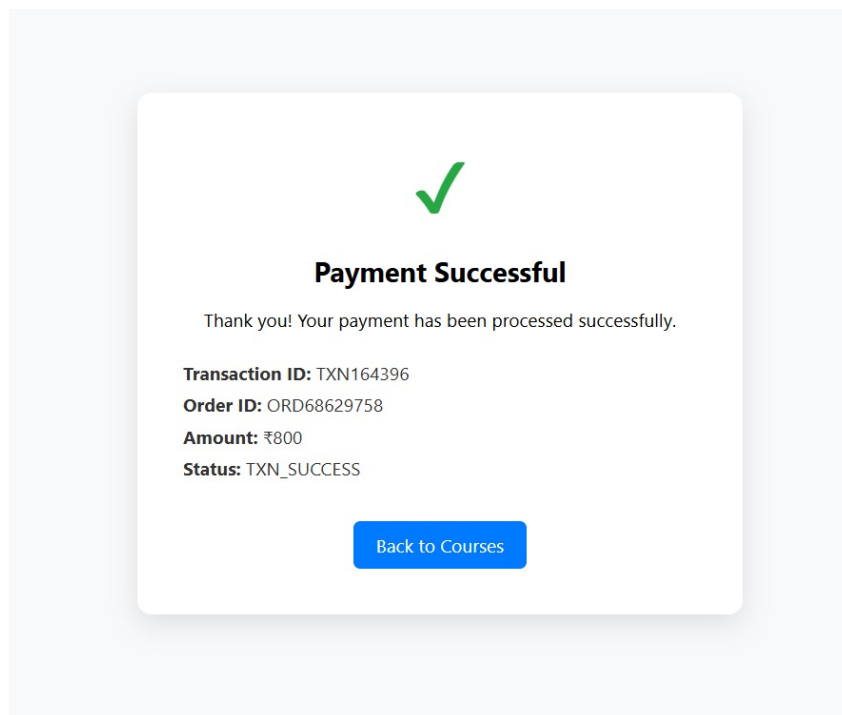 Payment Successful
Thank you! Your payment has been processed successfully.
Transaction ID: TXN164396
Order ID: ORD68629758
Amount: ₹800
Status: TXN_SUCCESS
Back to Courses